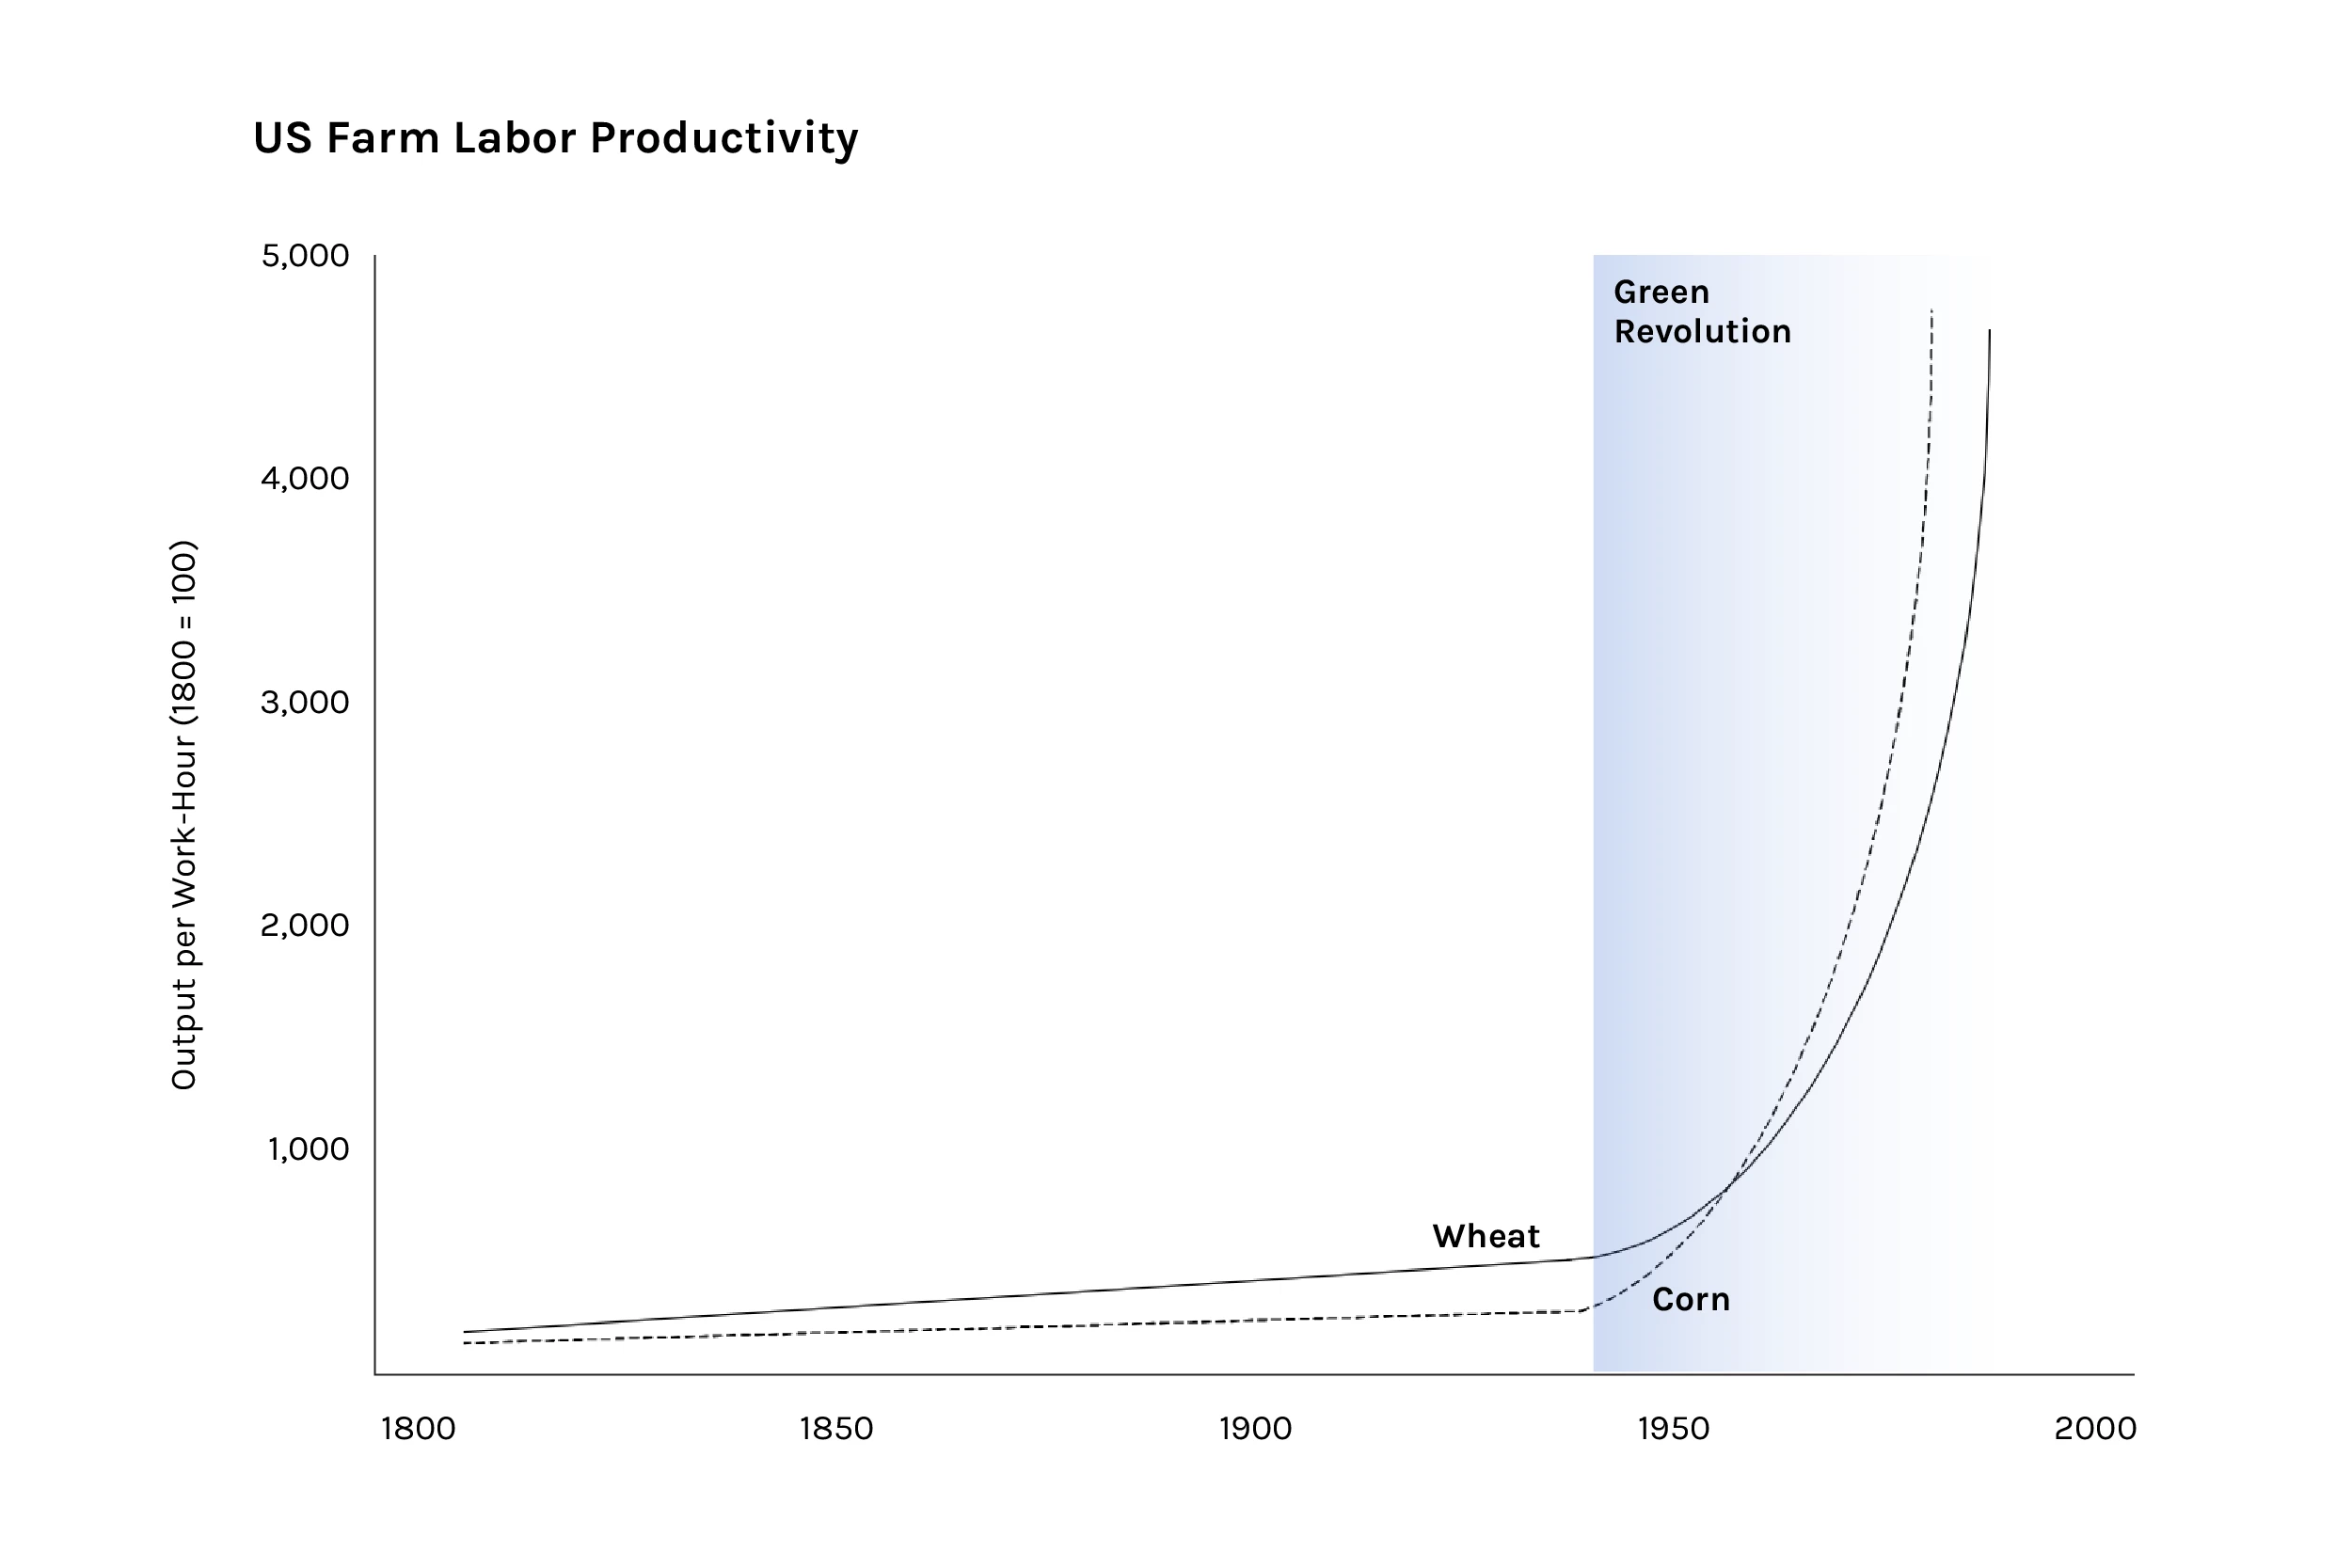 US Farm Labor Productivity
5,000
4,000
3,000
2,000
1,000
Output per Work-Hour (1800 = 100)
Green
Revolution
Wheat
Corn
1800
1850
1900
1950
2000